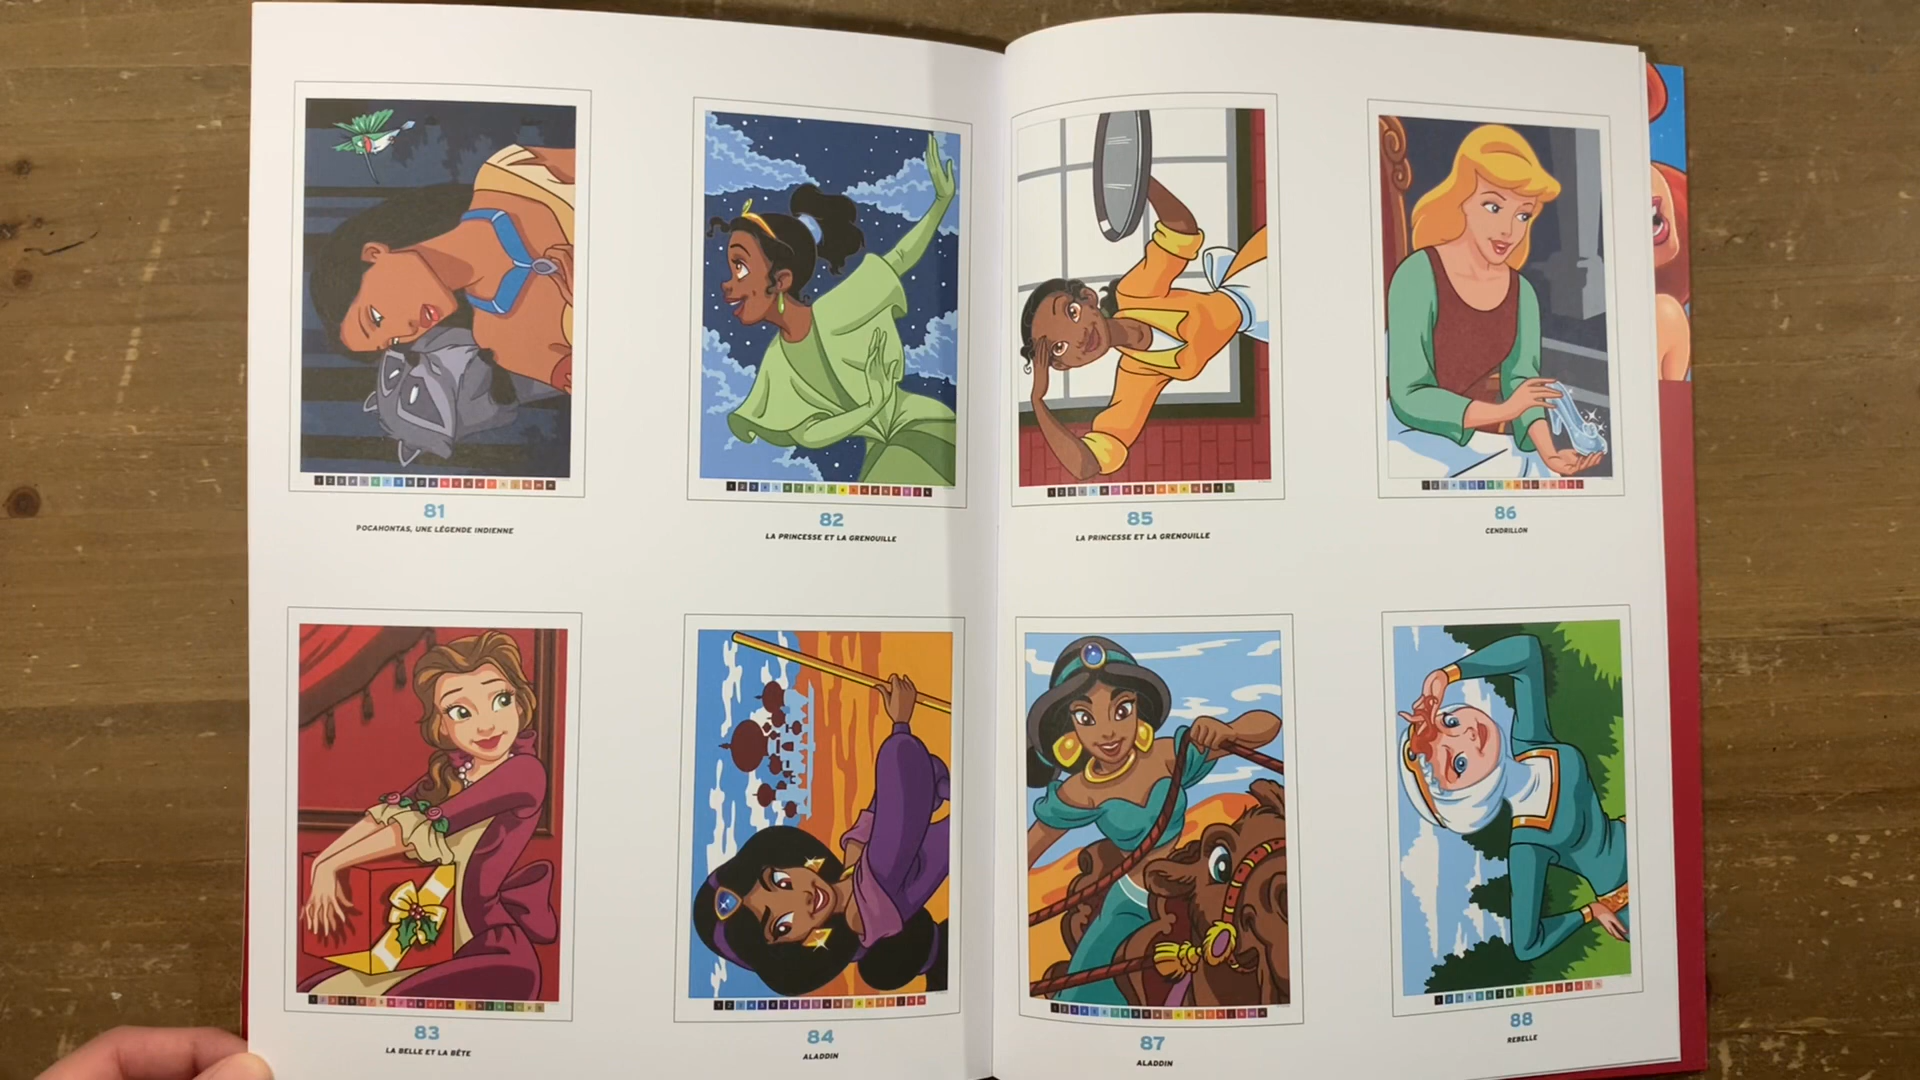 81
POCAHONTAS, UNE LÉGENDE INDIENNE
82
LA PRINCESSE ET LA GRENOUILLE
83
LA BELLE ET LA BÊTE
84
ALADDIN
85
LA PRINCESSE ET LA GRENOUILLE
86
CENDRILLON
87
ALADDIN
88
REBELLE